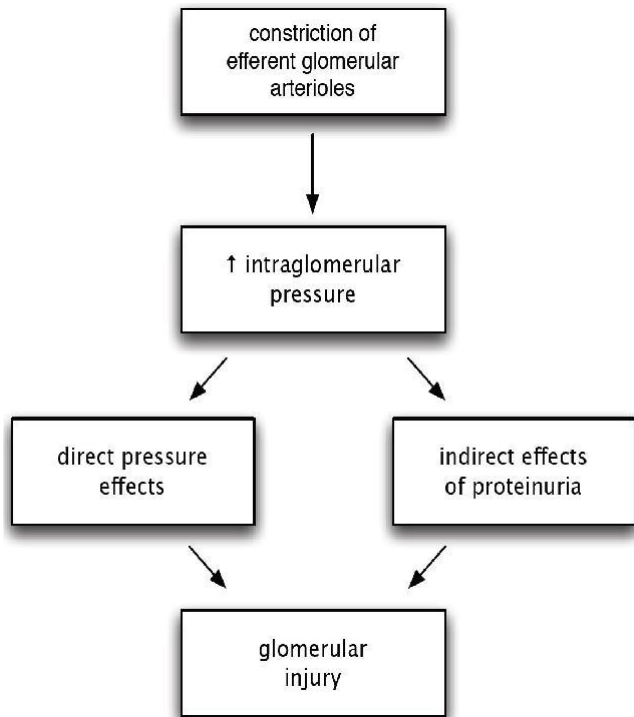 constriction of
efferent glomerular
arterioles
↑ intraglomerular
pressure
direct pressure
effects
indirect effects
of proteinuria
glomerular
injury